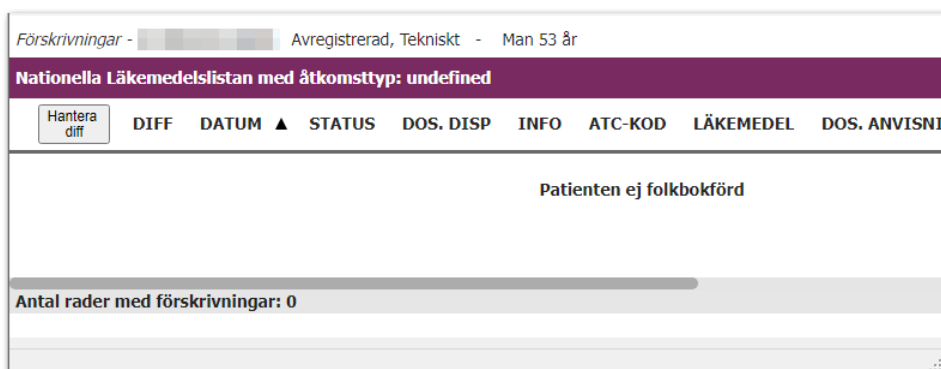 Förskrivningar - Avregistrerad, Tekniskt - Man 53 år
Nationella Läkemedelslistan med åtkomsttyp: undefined
Hantera
diff
DIFF DATUM ▲ STATUS DOS. DISP INFO ATC-KOD LÄKEMEDEL DOS. ANVISNI
Patienten ej folkbokförd
Antal rader med förskrivningar: 0